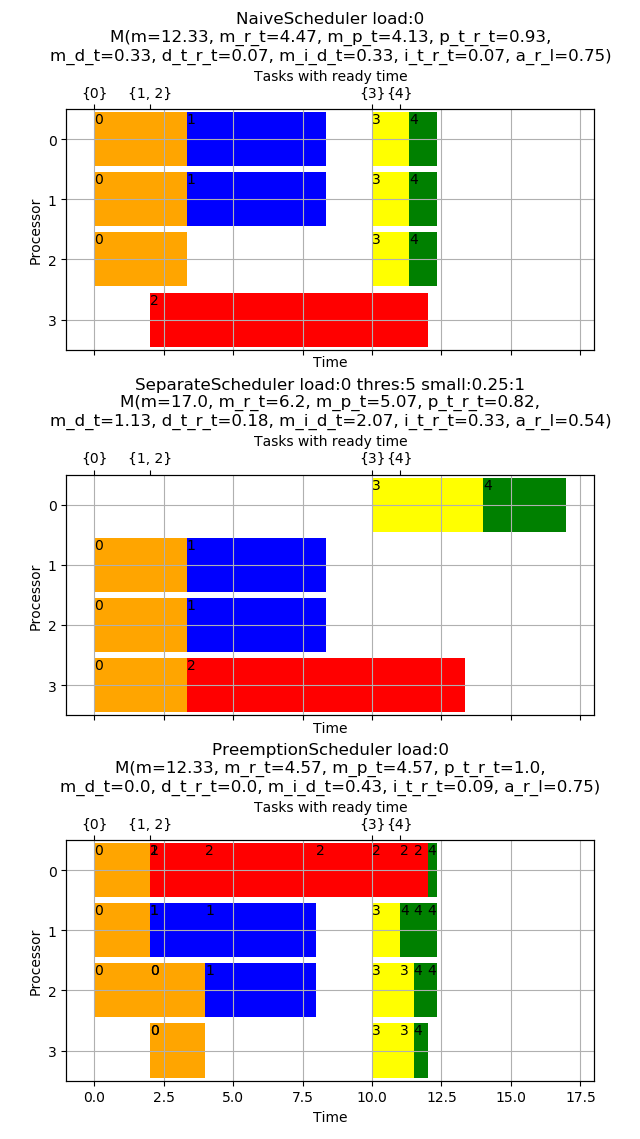 NaiveScheduler load:0
M(m=12.33, m_r_t=4.47, m_p_t=4.13, p_t_r_t=0.93,
m_d_t=0.33, d_t_r_t=0.07, m_i_d_t=0.33, i_t_r_t=0.07, a_r_l=0.75)
Tasks with ready time
{0} {1, 2} {3} {4}
0 0 1 3 4
1 0 1 3 4
2 0 3 4
3 2
Processor
Time
SeparateScheduler load:0 thres:5 small:0.25:1
M(m=17.0, m_r_t=6.2, m_p_t=5.07, p_t_r_t=0.82,
m_d_t=1.13, d_t_r_t=0.18, m_i_d_t=2.07, i_t_r_t=0.33, a_r_l=0.54)
Tasks with ready time
{0} {1, 2} {3} {4}
0 3 4
1 0 1
2 0 1
3 0 2
Processor
Time
PreemptionScheduler load:0
M(m=12.33, m_r_t=4.57, m_p_t=4.57, p_t_r_t=1.0,
m_d_t=0.0, d_t_r_t=0.0, m_i_d_t=0.43, i_t_r_t=0.09, a_r_l=0.75)
Tasks with ready time
{0} {1, 2} {3} {4}
0 0 2 2 2 2 2 4
1 0 1 1 3 4 4 4
2 0 0 1 3 3 4 4
3 0 3 3 4
Processor
0.0 2.5 5.0 7.5 10.0 12.5 15.0 17.5
Time